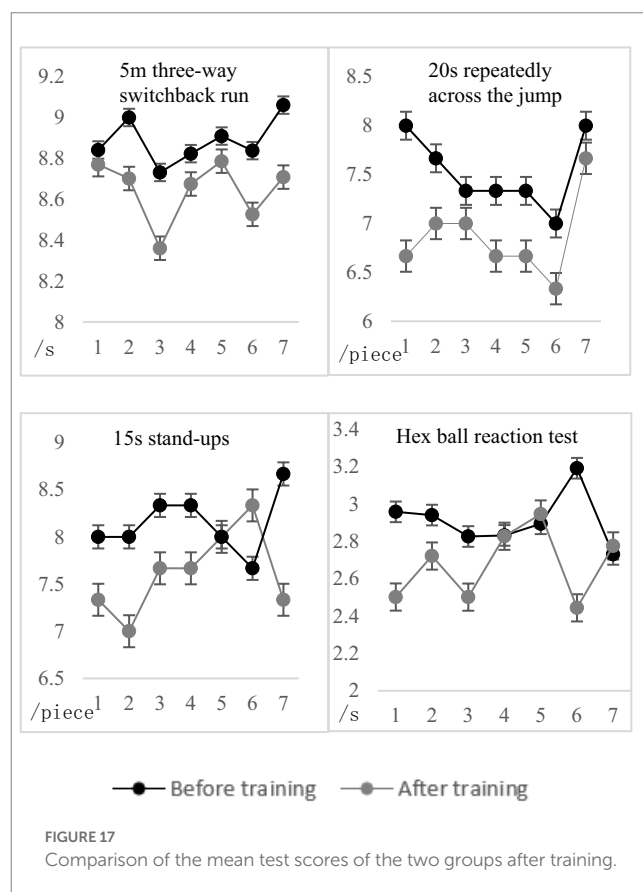 5m three-way
switchback run
9.2
9
8.8
8.6
8.4
8.2
8
/s
1 2 3 4 5 6 7
20s repeatedly
across the jump
8.5
8
7.5
7
6.5
6
/piece
1 2 3 4 5 6 7
15s stand-ups
9
8.5
8
7.5
7
6.5
/piece
1 2 3 4 5 6 7
Hex ball reaction test
3.4
3.2
3
2.8
2.6
2.4
2.2
2
/s
1 2 3 4 5 6 7
Before training After training
FIGURE 17
Comparison of the mean test scores of the two groups after training.